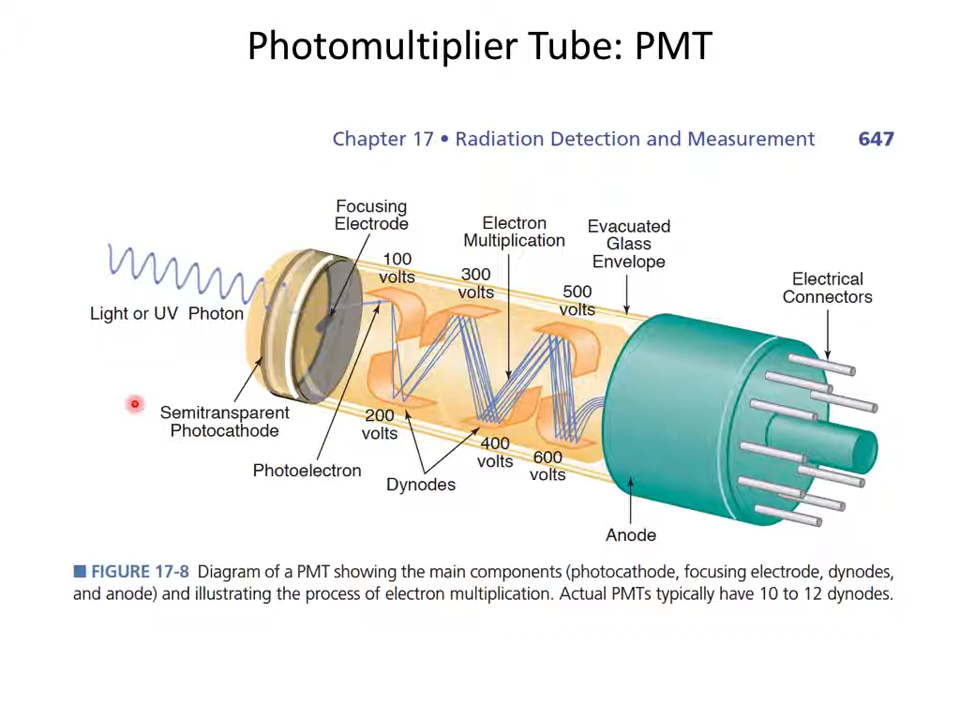 Photomultiplier Tube: PMT
Chapter 17 • Radiation Detection and Measurement 647
Focusing
Electrode
Electron
Multiplication
Evacuated
Glass
Envelope
100
volts
300
volts
500
volts
Electrical
Connectors
Light or UV Photon
Semitransparent
Photocathode
200
volts
400
volts
600
volts
Photoelectron
Dynodes
Anode
■ FIGURE 17-8 Diagram of a PMT showing the main components (photocathode, focusing electrode, dynodes,
and anode) and illustrating the process of electron multiplication. Actual PMTs typically have 10 to 12 dynodes.